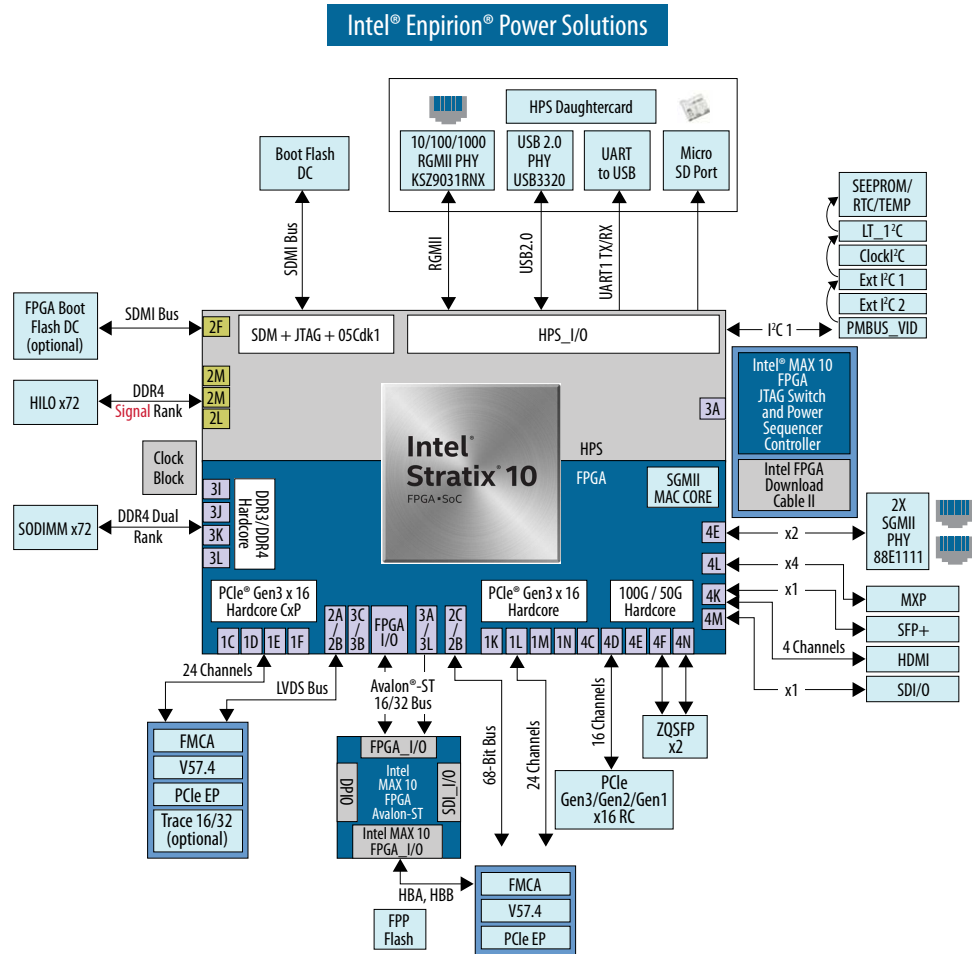 Intel® Enpirion® Power Solutions
HPS Daughtercard
10/100/1000
RGMII PHY
KSZ9031RNX
USB 2.0
PHY
USB3320
UART
to USB
Micro
SD Port
Boot Flash
DC
SDMI Bus
RGMII
USB2.0
UART1 TX/RX
SEEPROM/
RTC/TEMP
LT_1²C
ClockI²C
Ext I²C 1
Ext I²C 2
PMBUS_VID
I²C 1
FPGA Boot
Flash DC
(optional)
SDMI Bus
2F
SDM + JTAG + 05Cdk1
HPS_I/O
HILO x72
DDR4
Signal Rank
2M
2M
2L
3A
Intel® MAX 10
FPGA
JTAG Switch
and Power
Sequencer
Controller
Intel FPGA
Download
Cable II
Clock
Block
Intel®
Stratix® 10
FPGA•SoC
HPS
FPGA
SGMII
MAC CORE
SODIMM x72
DDR4 Dual
Rank
3I
3J
3K
3L
DDR3/DDR4
Hardcore
4E
4L
4K
4M
x2
x4
x1
4 Channels
x1
2X
SGMII
PHY
88E1111
MXP
SFP+
HDMI
SDI/O
PCIe® Gen3 x 16
Hardcore CxP
PCIe® Gen3 x 16
Hardcore
100G / 50G
Hardcore
1C
1D
1E
1F
2A
/
2B
3C
/
3B
FPGA
I/O
3A
/
3L
2C
/
2B
1K
1L
1M
1N
4C
4D
4E
4F
4N
24 Channels
LVDS Bus
Avalon®-ST
16/32 Bus
68-Bit Bus
24 Channels
16 Channels
ZQSFP
x2
PCIe
Gen3/Gen2/Gen1
x16 RC
FMCA
V57.4
PCIe EP
Trace 16/32
(optional)
FPGA_I/O
DPIO
Intel
MAX 10
FPGA
Avalon-ST
SDI_I/O
Intel MAX 10
FPGA_I/O
HBA, HBB
FPP
Flash
FMCA
V57.4
PCIe EP